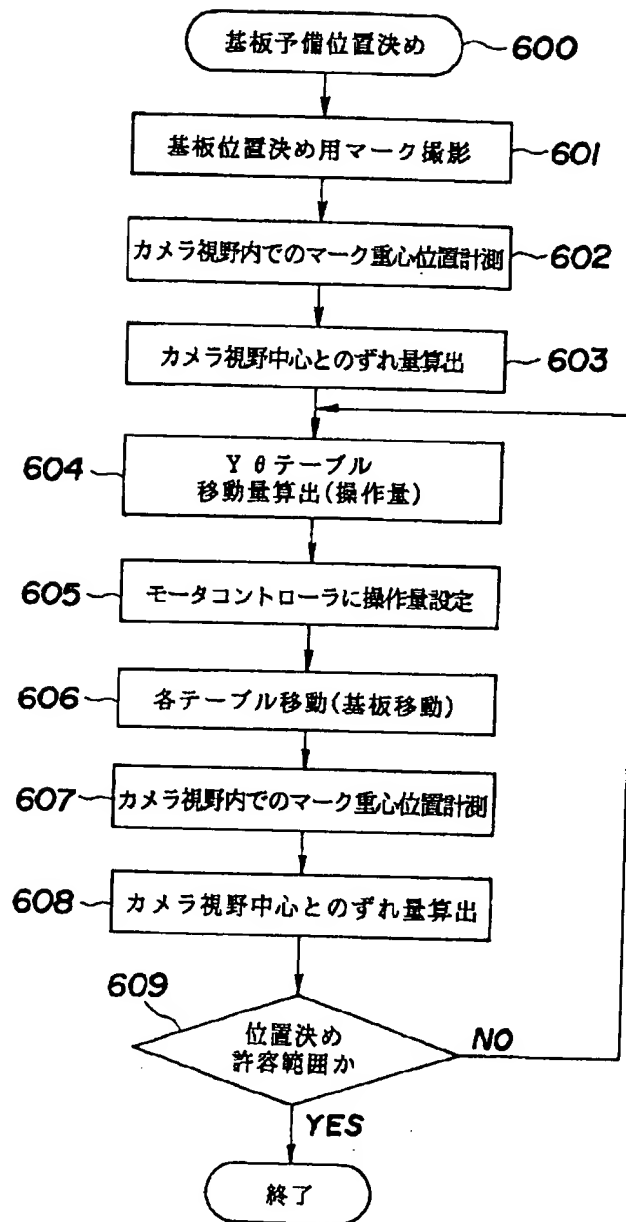 基板予備位置決め
600
基板位置決め用マーク撮影
601
カメラ視野内でのマーク重心位置計測
602
カメラ視野中心とのずれ量算出
603
604
Y θテーブル
移動量算出(操作量)
605
モータコントローラに操作量設定
606
各テーブル移動(基板移動)
607
カメラ視野内でのマーク重心位置計測
608
カメラ視野中心とのずれ量算出
609
位置決め
許容範囲か
NO
YES
終了